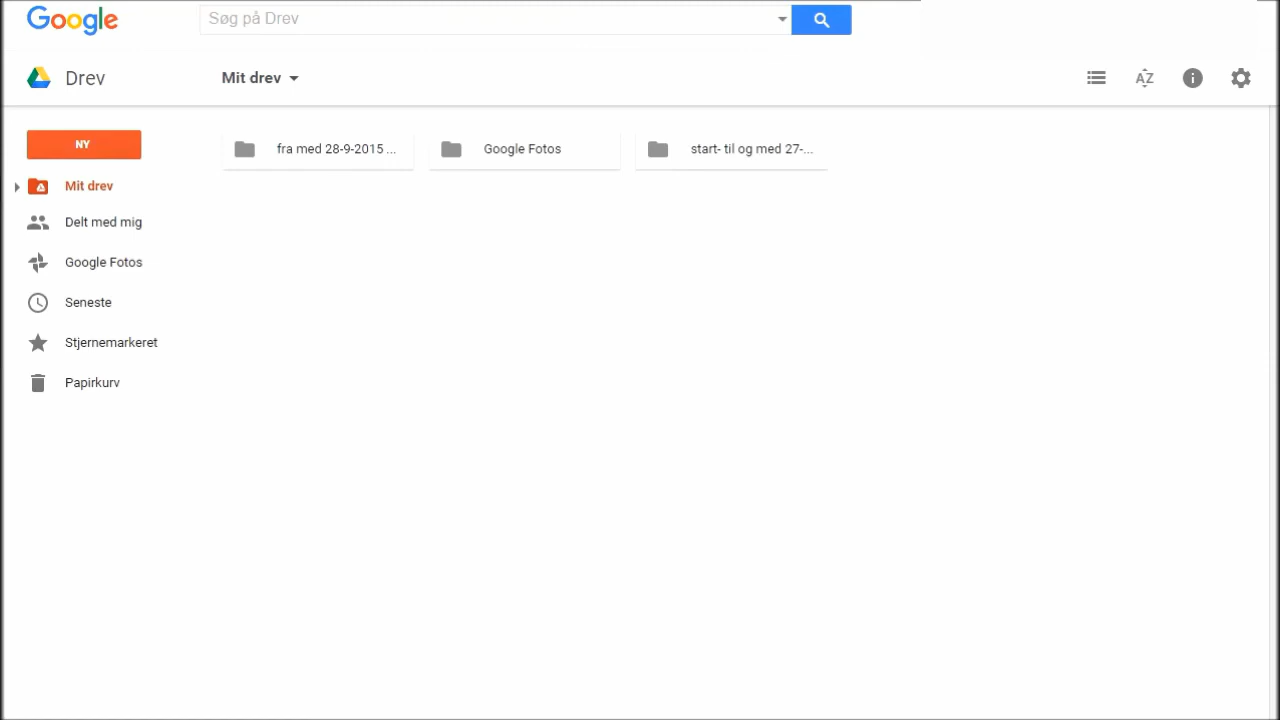 Google
Søg på Drev
Drev
Mit drev
AZ
NY
fra med 28-9-2015 ...
Google Fotos
start- til og med 27-...
Mit drev
Delt med mig
Google Fotos
Seneste
Stjernemarkeret
Papirkurv